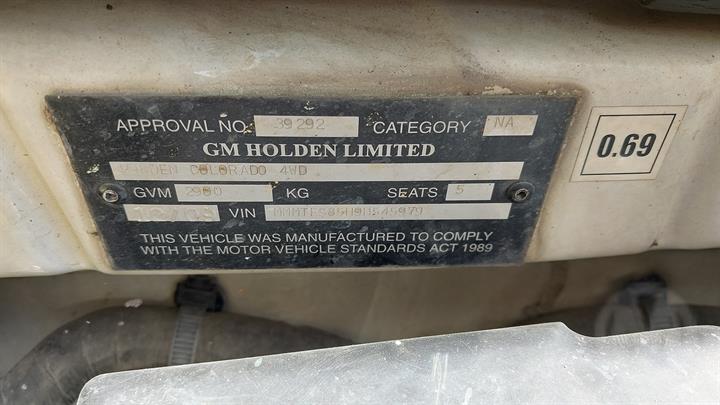 APPROVAL NO. 39292 CATEGORY NA
GM HOLDEN LIMITED
HOLDEN COLORADO 4WD
GVM 2900 KG SEATS 5
VIN
THIS VEHICLE WAS MANUFACTURED TO COMPLY
WITH THE MOTOR VEHICLE STANDARDS ACT 1989
0.69